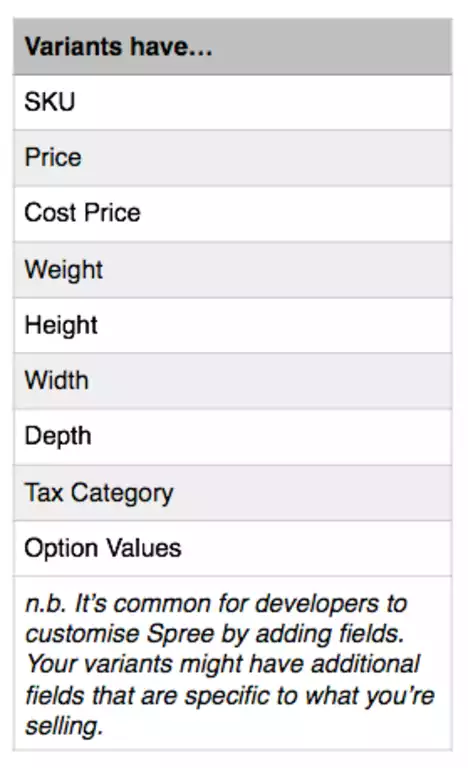 Variants have…
SKU
Price
Cost Price
Weight
Height
Width
Depth
Tax Category
Option Values
n.b. It’s common for developers to
customise Spree by adding fields.
Your variants might have additional
fields that are specific to what you’re
selling.